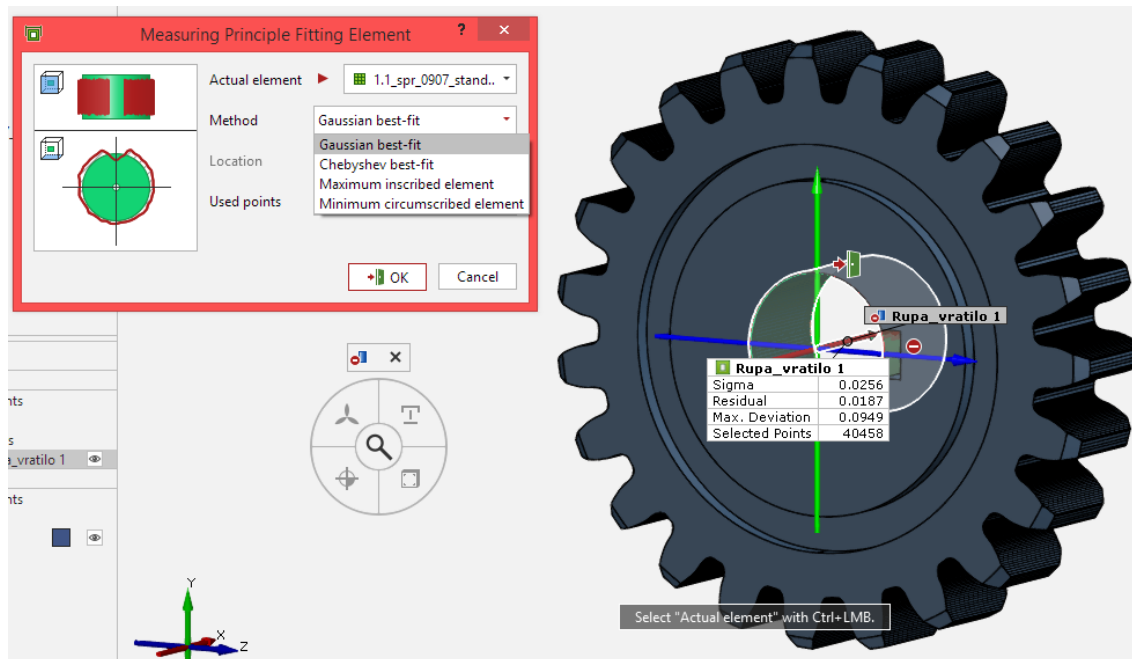 Measuring Principle Fitting Element ? ×
Actual element 1.1_spr_0907_stand..
Method Gaussian best-fit
Gaussian best-fit
Chebyshev best-fit
Location
Maximum inscribed element
Used points
Minimum circumscribed element
OK Cancel
Rupa_vratilo 1
Rupa_vratilo 1
Sigma 0.0256
Residual 0.0187
Max. Deviation 0.0949
Selected Points 40458
nts
s
a_vratilo 1
nts
Select "Actual element" with Ctrl+LMB.
Y
X
Z